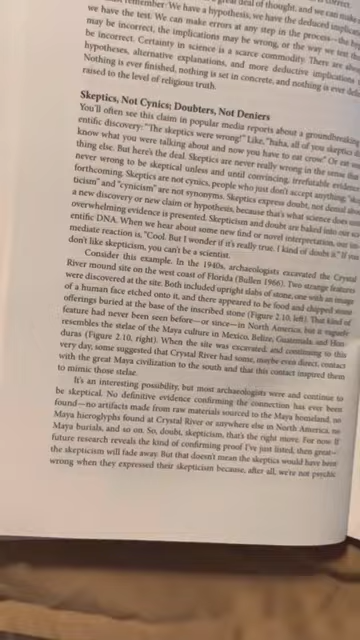 remember: We have a hypothesis, we have the deduced
we have the test. We can make errors at any step in the process—the
may be incorrect, the implications may be wrong, or the way we test
be incorrect. Certainty in science is a scarce commodity. There are
hypotheses, alternative explanations, and more deductive implications
Nothing is ever finished, nothing is set in concrete, and nothing is ever
raised to the level of religious truth.
Skeptics, Not Cynics; Doubters, Not Deniers
You'll often see this claim in popular media reports about a groundbreaking
entific discovery: "The skeptics were wrong!" Like, "haha, all of you skeptics
know what you were talking about and now you have to eat crow." Or
thing else. But here's the deal. Skeptics are never really wrong in the sense
never wrong to be skeptical unless and until convincing, irrefutable
forthcoming. Skeptics are not cynics, people who just don't accept anything;
ticism" and "cynicism" are not synonyms. Skeptics express doubt, not denial
a new discovery or new claim or hypothesis, because that's what science does
overwhelming evidence is presented. Skepticism and doubt are baked into our
entific DNA. When we hear about some new find or novel interpretation, our
mediate reaction is, "Cool. But I wonder if it's really true. I kind of doubt it." If you
don't like skepticism, you can't be a scientist.
Consider this example. In the 1940s, archaeologists excavated the Crystal
River mound site on the west coast of Florida (Bullen 1966). Two strange features
were discovered at the site. Both included upright slabs of stone, one with an image
of a human face etched onto it, and there appeared to be food and chipped stone
offerings buried at the base of the inscribed stone (Figure 2.10, left). That kind of
feature had never been seen before—or since—in North America, but it vaguely
resembles the stelae of the Maya culture in Mexico, Belize, Guatemala, and Hon-
duras (Figure 2.10, right). When the site was excavated, and continuing to this
very day, some suggested that Crystal River had some, maybe even direct, contact
with the great Maya civilization to the south and that this contact inspired them
to mimic those stelae.
It's an interesting possibility, but most archaeologists were and continue to
be skeptical. No definitive evidence confirming the connection has ever been
found—no artifacts made from raw materials sourced to the Maya homeland, no
Maya hieroglyphs found at Crystal River or anywhere else in North America, no
Maya burials, and so on. So, doubt, skepticism, that's the right move. For now. If
future research reveals the kind of confirming proof I've just listed, then great—
the skepticism will fade away. But that doesn't mean the skeptics would have been
wrong when they expressed their skepticism because, after all, we're not psychic